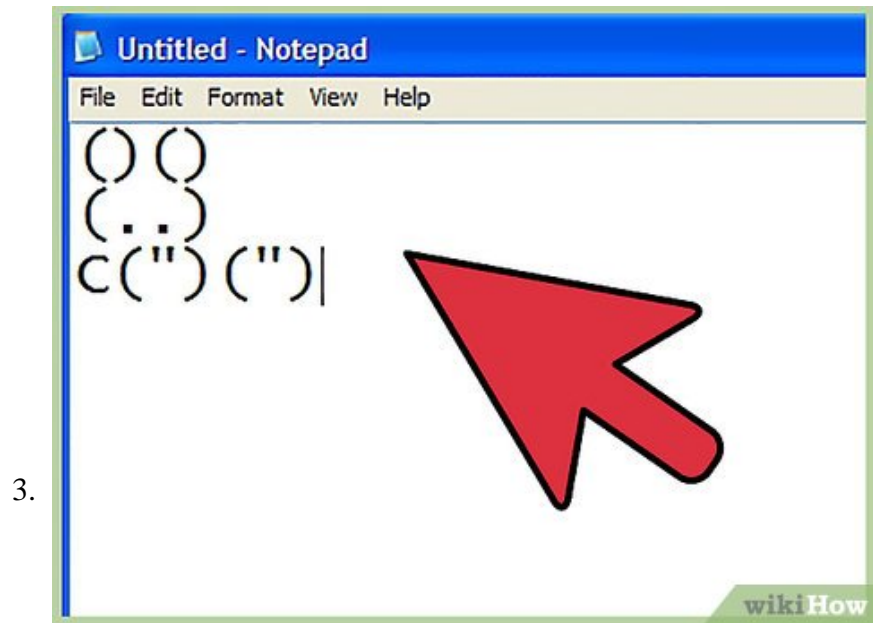 Untitled - Notepad
File Edit Format View Help
() ()
(. .)
c(")(")
3.
wikiHow